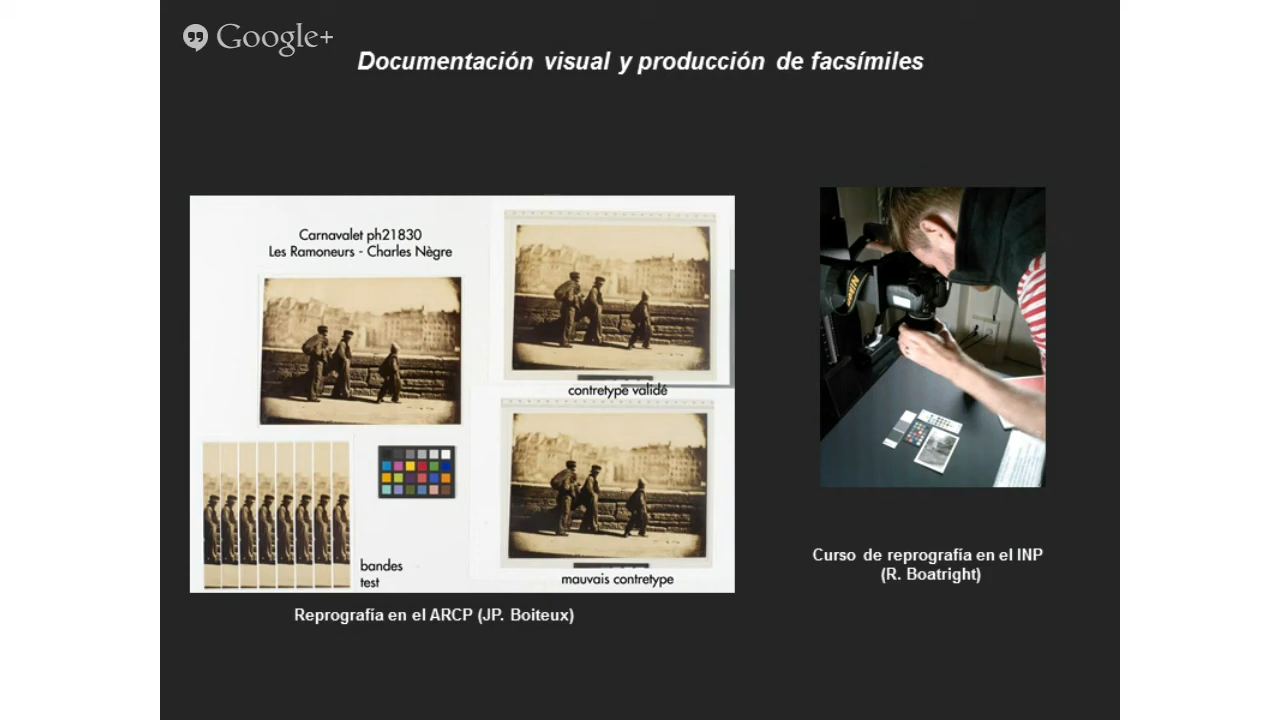 Google+
Documentación visual y producción de facsímiles
Carnavalet ph21830
Les Ramoneurs - Charles Nègre
contretype validé
bandes
test
mauvais contretype
Reprografía en el ARCP (JP. Boiteux)
NIKON
Curso de reprografía en el INP
(R. Boatright)